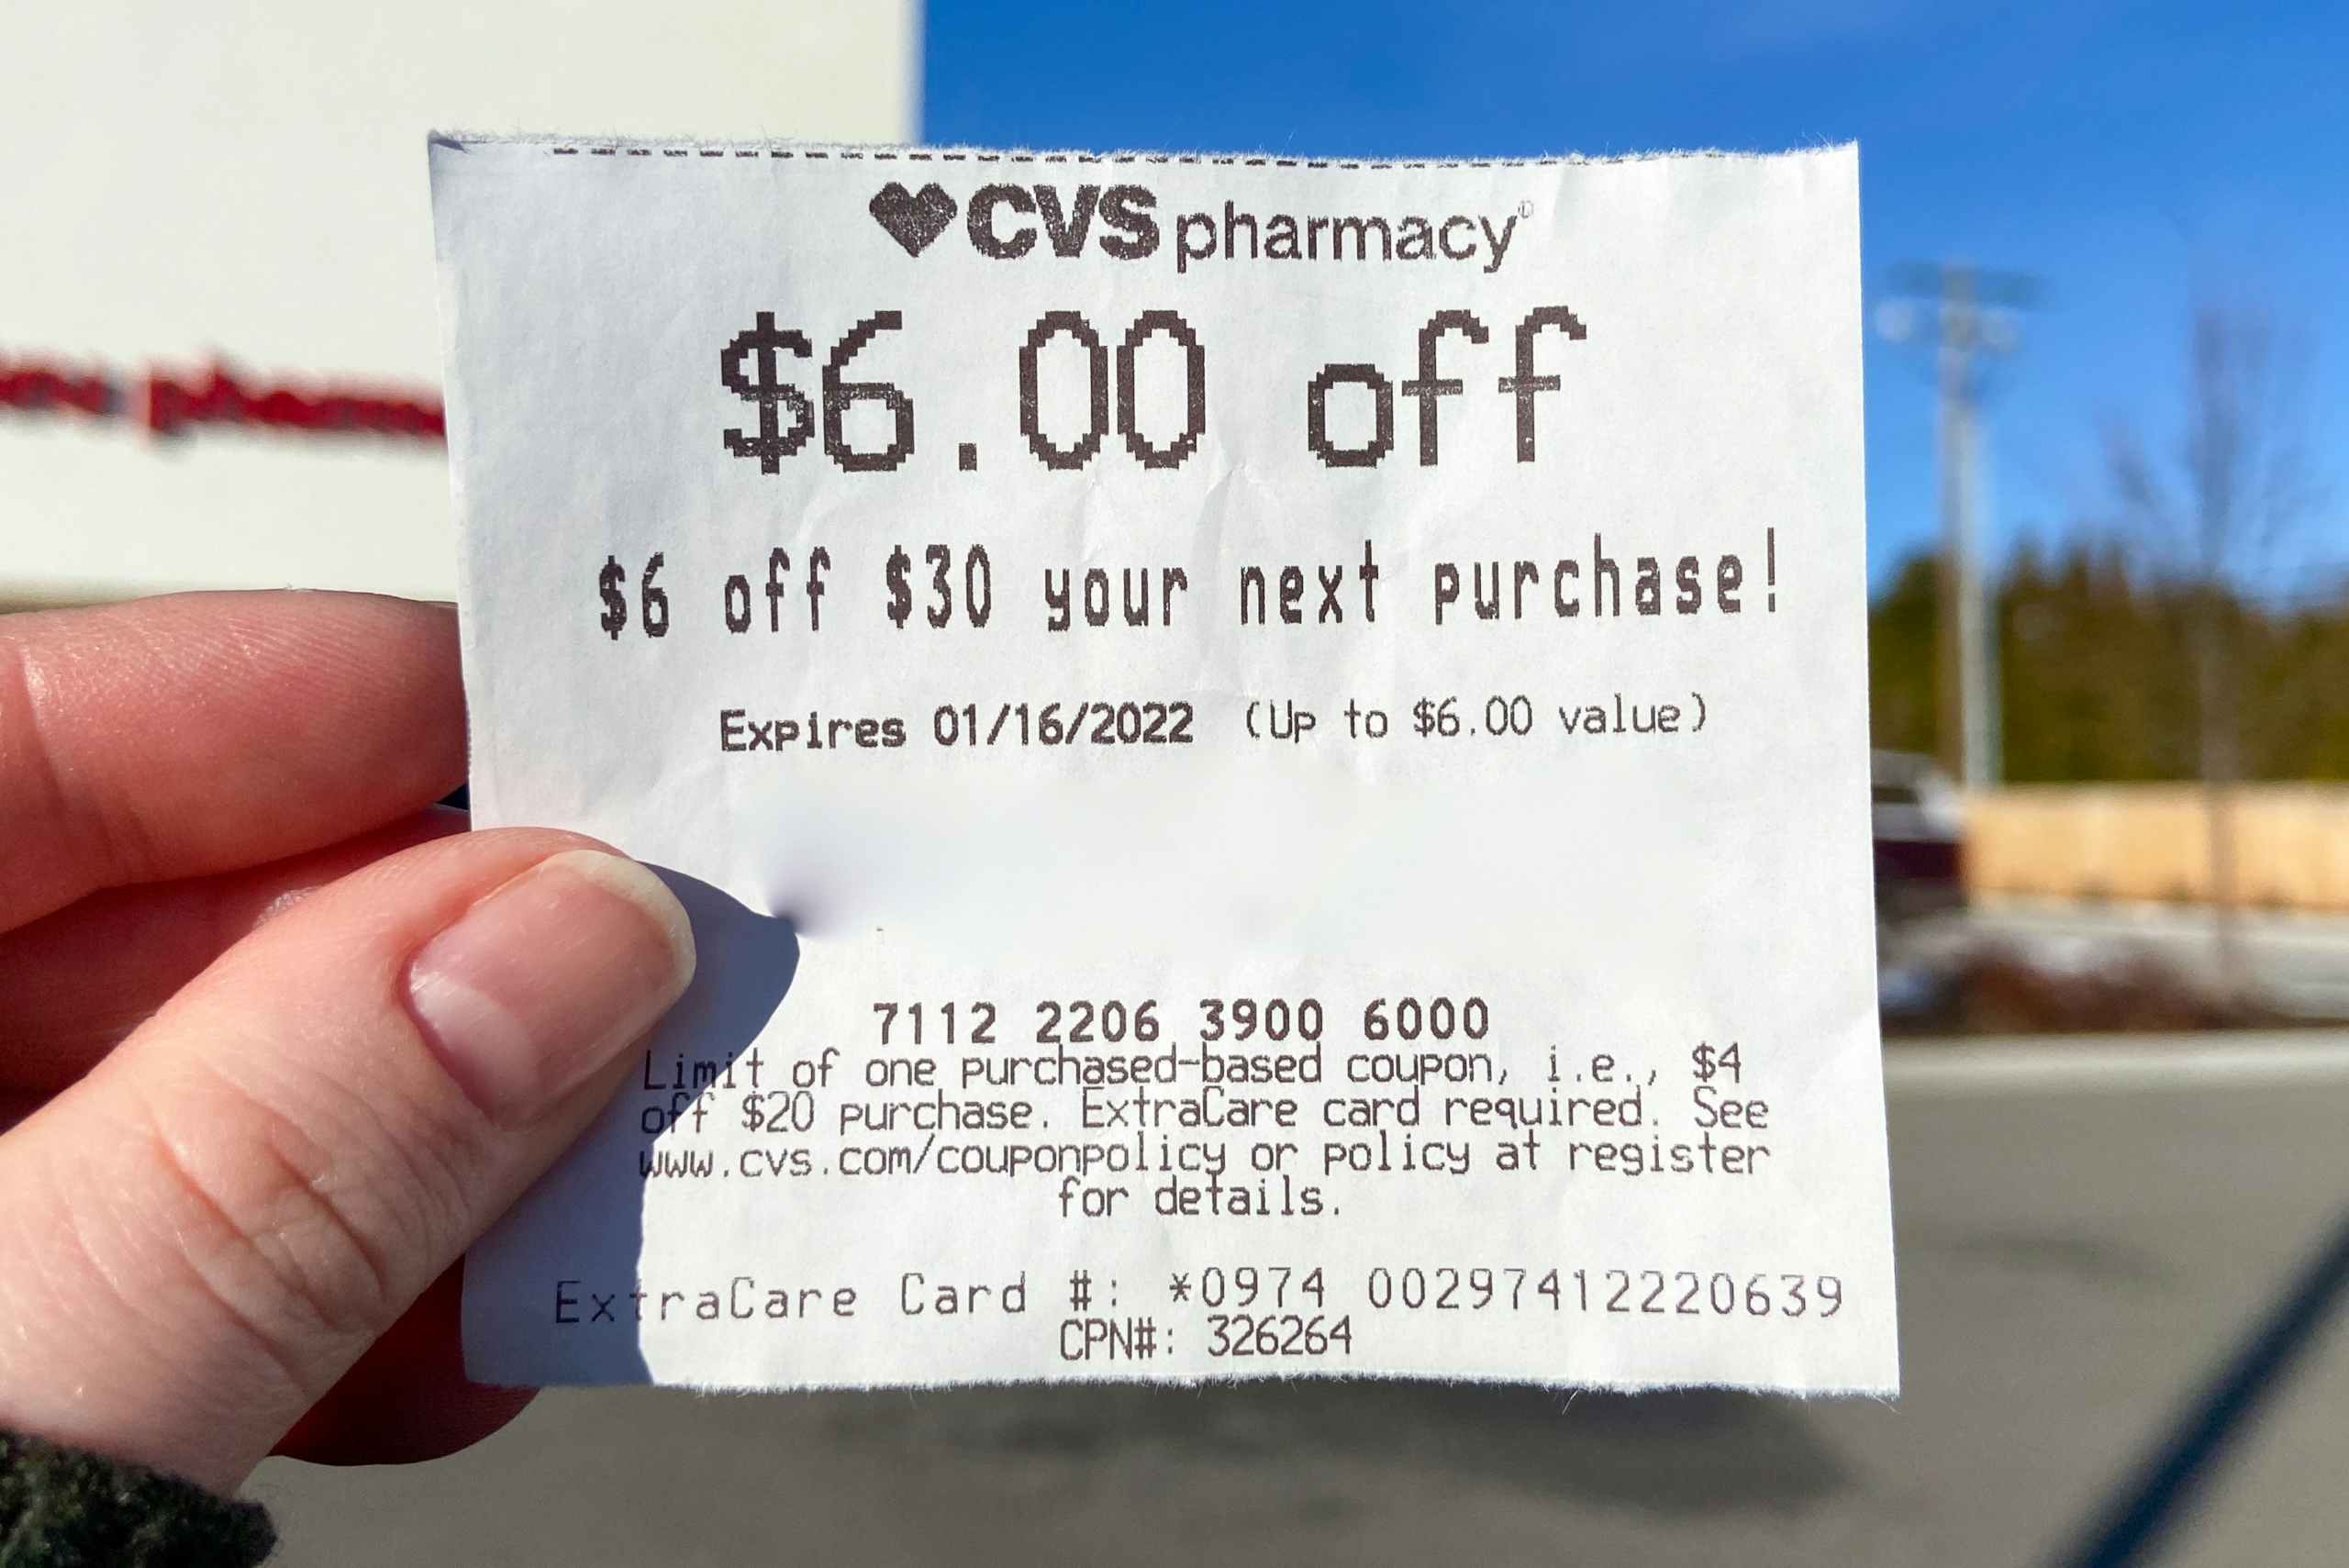 CVS pharmacy®
$6.00 off
$6 off $30 your next purchase!
Expires 01/16/2022 (Up to $6.00 value)
7112 2206 3900 6000
Limit of one purchased-based coupon, i.e., $4
off $20 purchase. ExtraCare card required. See
www.cvs.com/couponpolicy or policy at register
for details.
ExtraCare Card #: *0974 00297412220639
CPN#: 326264